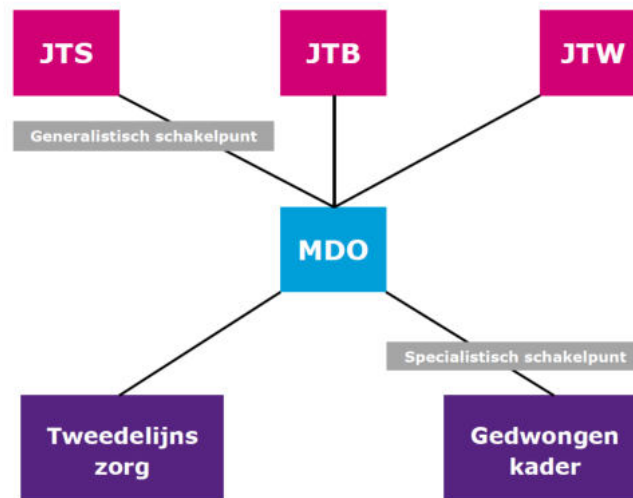 JTS
JTB
JTW
Generalistisch schakelpunt
MDO
Specialistisch schakelpunt
Tweedelijns
zorg
Gedwongen
kader